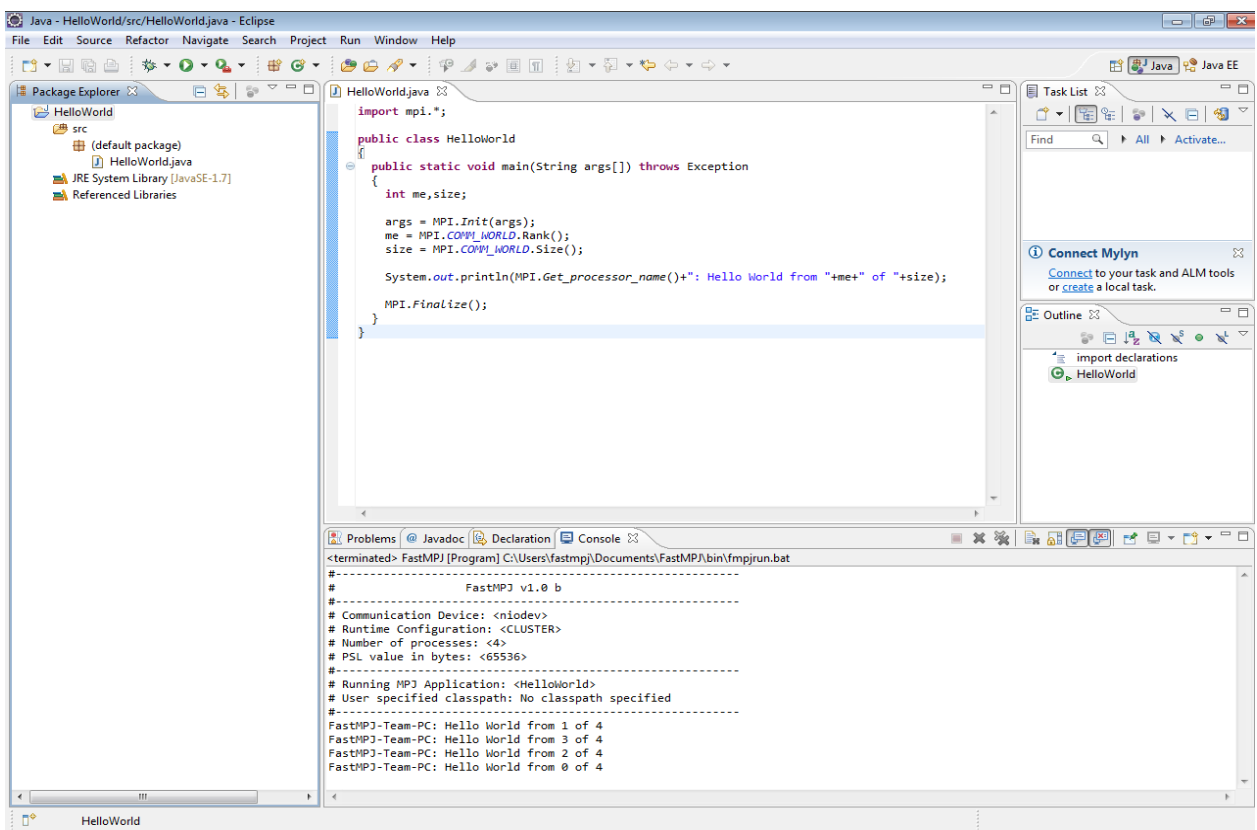 Java - HelloWorld/src/HelloWorld.java - Eclipse
File Edit Source Refactor Navigate Search Project Run Window Help
Java Java EE
Package Explorer
HelloWorld
src
(default package)
HelloWorld.java
JRE System Library [JavaSE-1.7]
Referenced Libraries
HelloWorld.java
import mpi.*;
public class HelloWorld
{
public static void main(String args[]) throws Exception
{
int me,size;
args = MPI.Init(args);
me = MPI.COMM_WORLD.Rank();
size = MPI.COMM_WORLD.Size();
System.out.println(MPI.Get_processor_name()+": Hello World from "+me+" of "+size);
MPI.Finalize();
}
}
Task List
Find All Activate...
Connect Mylyn
Connect to your task and ALM tools
or create a local task.
Outline
import declarations
HelloWorld
Problems Javadoc Declaration Console
<terminated> FastMPJ [Program] C:\Users\fastmpj\Documents\FastMPJ\bin\fmpjrun.bat
#-----------------------------------------------------------
# FastMPJ v1.0 b
#-----------------------------------------------------------
# Communication Device: <niodev>
# Runtime Configuration: <CLUSTER>
# Number of processes: <4>
# PSL value in bytes: <65536>
#-----------------------------------------------------------
# Running MPJ Application: <HelloWorld>
# User specified classpath: No classpath specified
#-----------------------------------------------------------
FastMPJ-Team-PC: Hello World from 1 of 4
FastMPJ-Team-PC: Hello World from 3 of 4
FastMPJ-Team-PC: Hello World from 2 of 4
FastMPJ-Team-PC: Hello World from 0 of 4
HelloWorld